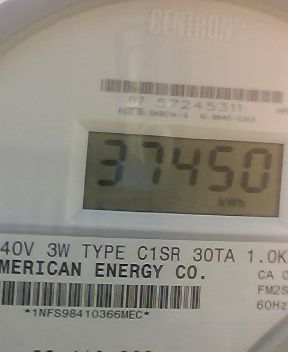 CENTRON
07 57245311
37450
kWh
40V 3W TYPE C1SR 30TA 1.0K
MERICAN ENERGY CO.
CA 0
FM2S
60Hz
*1NFS98410366MEC*